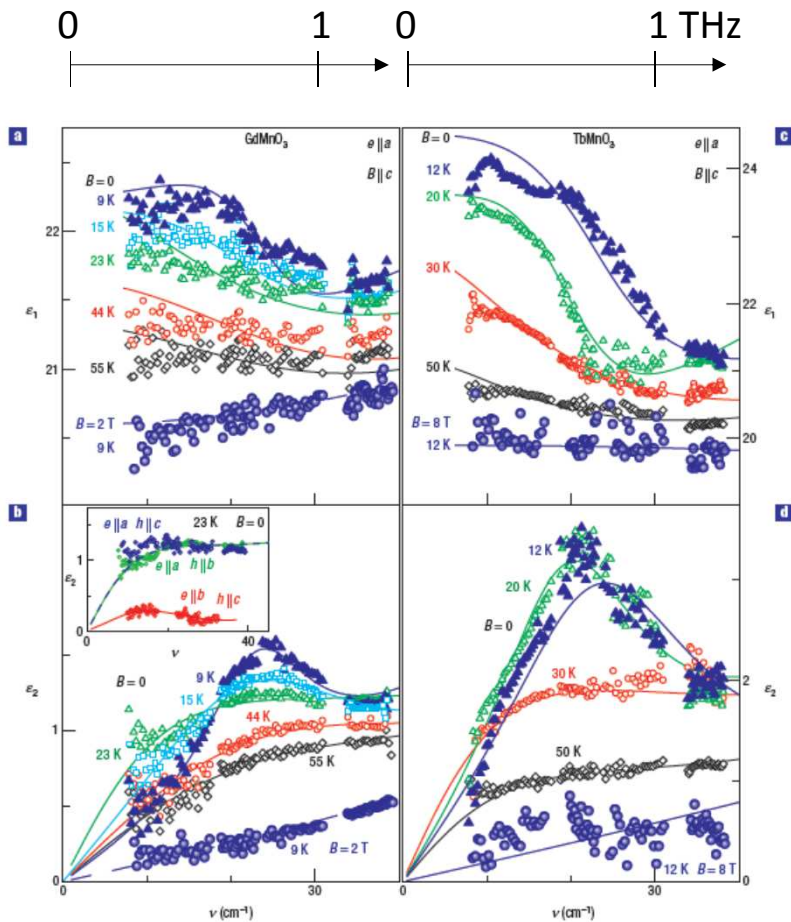 0 1 0 1 THz
a GdMnO₃ e || a
B || c
B = 0
9 K
15 K
23 K
44 K
55 K
B = 2 T
9 K
22
21
ε₁
TbMnO₃ e || a c
B || c
B = 0
12 K
20 K
30 K
50 K
B = 8 T
12 K
24
22
20
ε₁
b
e || a h || c 23 K B = 0
e || a h || b
e || b h || c
1
0
ε₂
0 20 40
ν
B = 0
9 K
15 K
23 K
44 K
55 K
9 K B = 2 T
ε₂
1
0
0 30
ν (cm⁻¹)
d
12 K
20 K
B = 0
30 K
50 K
12 K B = 8 T
2
ε₂
0
0 30
ν (cm⁻¹)